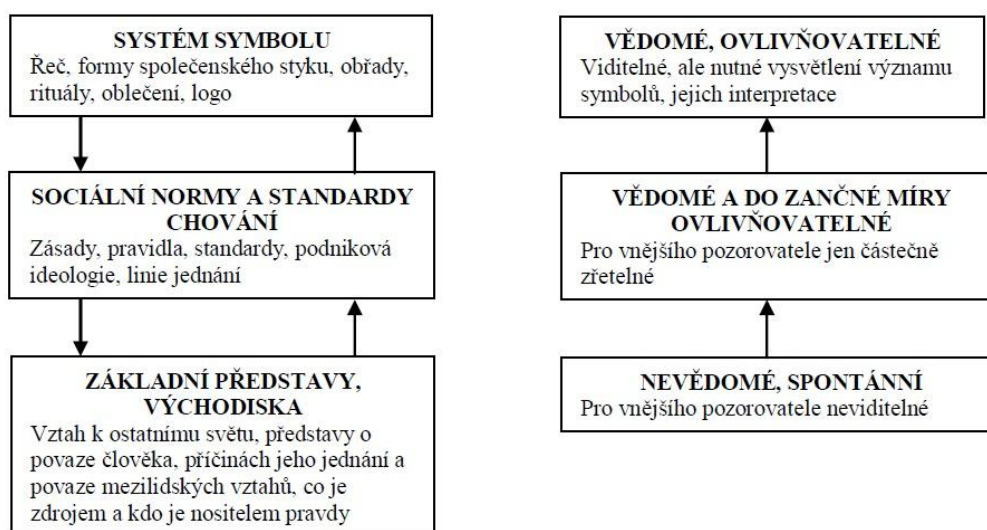 SYSTÉM SYMBOLU
Řeč, formy společenského styku, obřady,
rituály, oblečení, logo
SOCIÁLNÍ NORMY A STANDARDY
CHOVÁNÍ
Zásady, pravidla, standardy, podniková
ideologie, linie jednání
ZÁKLADNÍ PŘEDSTAVY,
VÝCHODISKA
Vztah k ostatnímu světu, představy o
povaze člověka, příčinách jeho jednání a
povaze mezilidských vztahů, co je
zdrojem a kdo je nositelem pravdy
VĚDOMÉ, OVLIVŇOVATELNÉ
Viditelné, ale nutné vysvětlení významu
symbolů, jejich interpretace
VĚDOMÉ A DO ZANČNÉ MÍRY
OVLIVŇOVATELNÉ
Pro vnějšího pozorovatele jen částečně
zřetelné
NEVĚDOMÉ, SPONTÁNNÍ
Pro vnějšího pozorovatele neviditelné